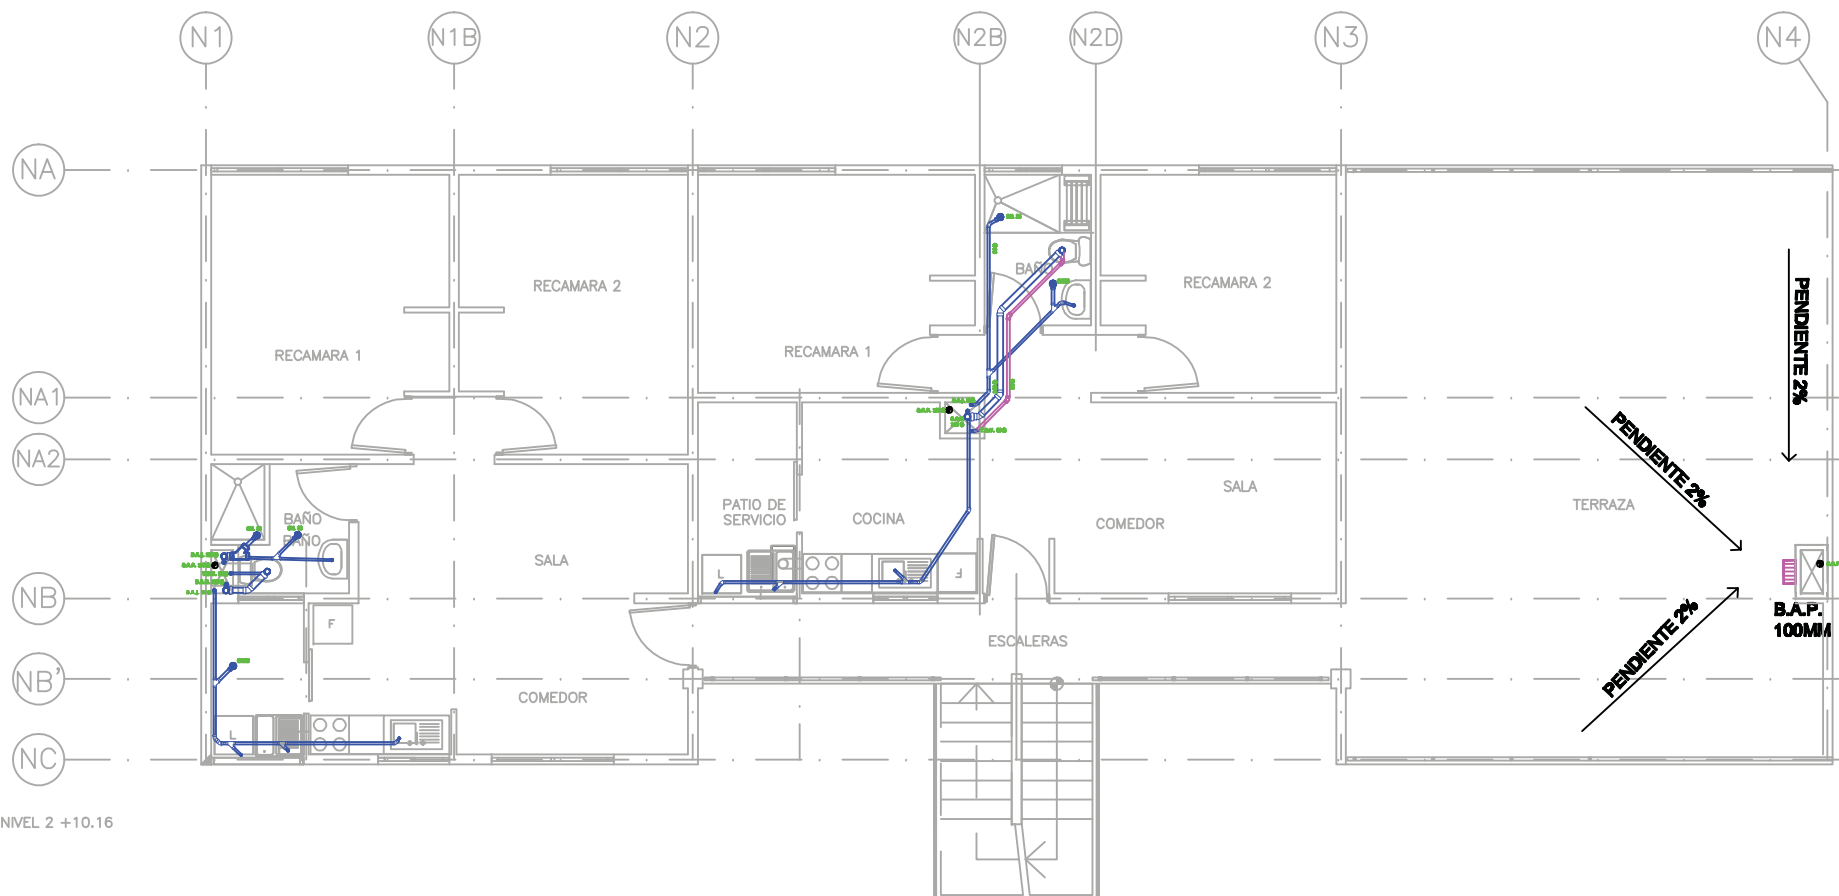 N1
N1B
N2
N2B
N2D
N3
N4
NA
BAÑO
RECAMARA 2
RECAMARA 2
PENDIENTE 2%
RECAMARA 1
RECAMARA 1
NA1
NA2
PENDIENTE 2%
SALA
PATIO DE
SERVICIO
COCINA
COMEDOR
TERRAZA
BAÑO
BAÑO
SALA
L
F
NB
F
B.A.P.
100MM
ESCALERAS
PENDIENTE 2%
NB'
COMEDOR
L
NC
NIVEL 2 +10.16